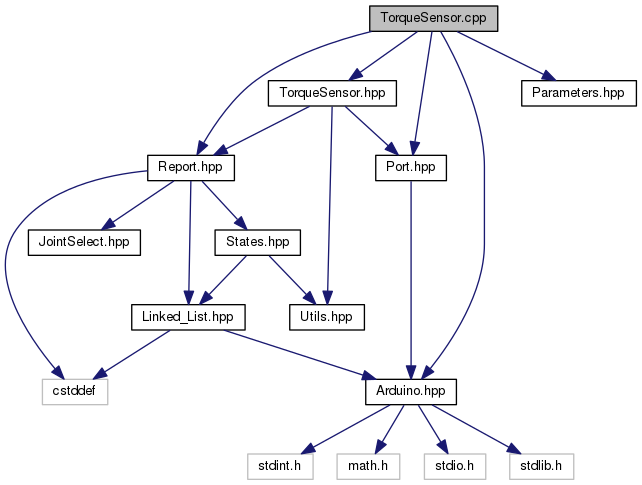 TorqueSensor.cpp
TorqueSensor.hpp
Parameters.hpp
Report.hpp
Port.hpp
JointSelect.hpp
States.hpp
Linked_List.hpp
Utils.hpp
cstddef
Arduino.hpp
stdint.h
math.h
stdio.h
stdlib.h